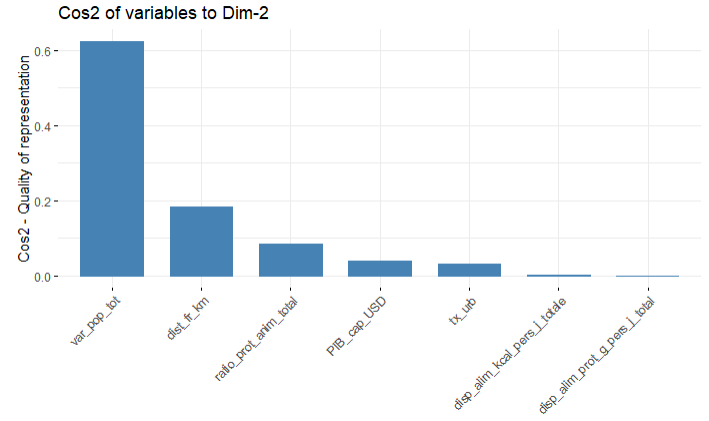 Cos2 of variables to Dim-2
Cos2 - Quality of representation
0.6
0.4
0.2
0.0
var_pop_tot
dist_fr_km
ratio_prot_anim_total
PIB_cap_USD
tx_urb
disp_alim_kcal_pers_j_totale
disp_alim_prot_g_pers_j_total